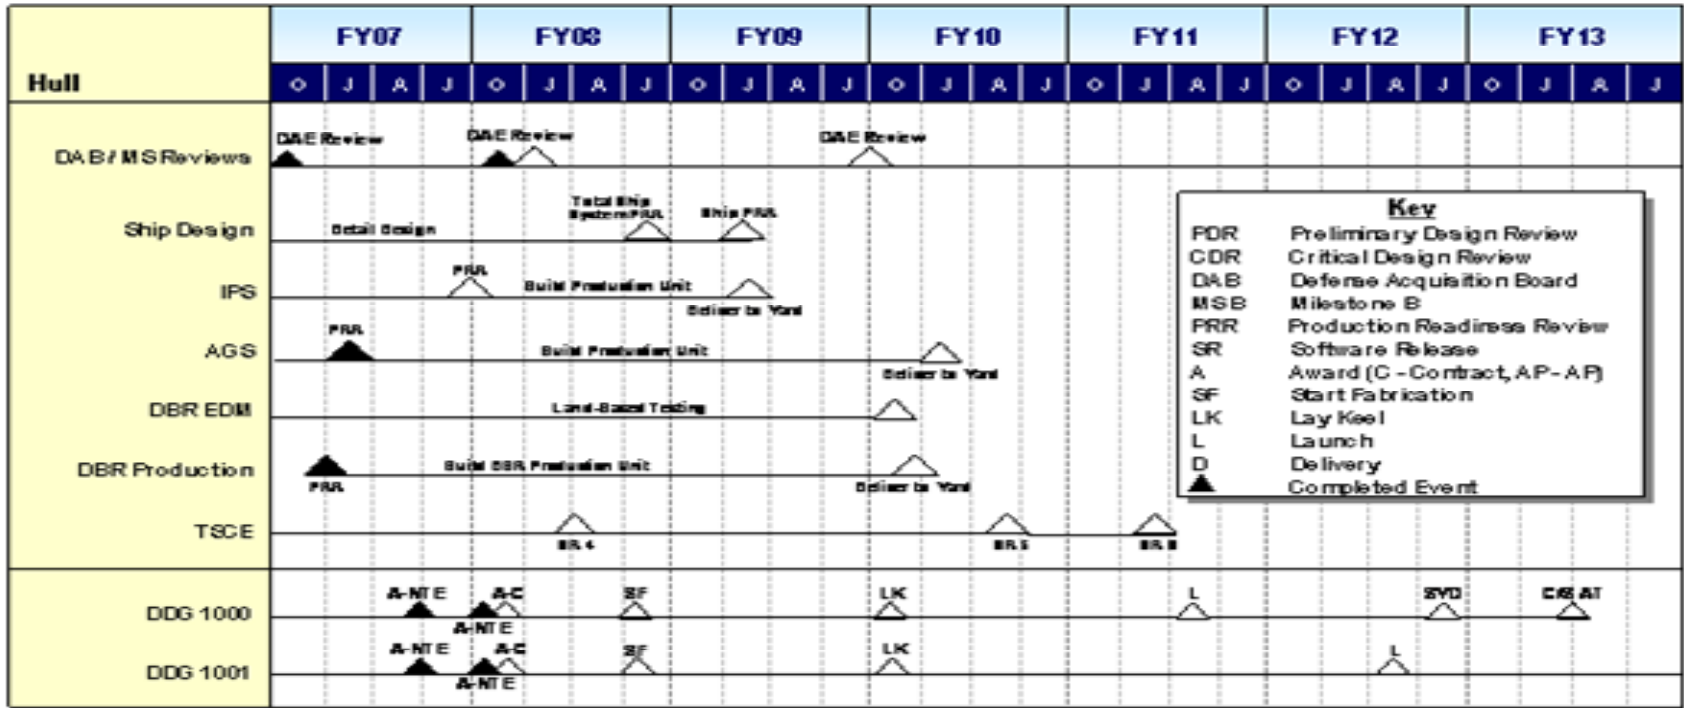 FY07 FY08 FY09 FY10 FY11 FY12 FY13
Hull O J A J O J A J O J A J O J A J O J A J O J A J O J A J
DAE Review DAE Review DAE Review
DAB / MS Reviews
Total Ship
System PRR Ship PRR
Ship Design Detail Design
PRR
IPS Build Production Unit
Deliver to Yard
PRR
AGS Build Production Unit
Deliver to Yard
DBR EDM Land-Based Testing
DBR Production Build DBR Production Unit
PRR Deliver to Yard
TSCE
SR 4 SR 5
A-NTE A-C SF LK L
DDG 1000
A-NTE
A-NTE A-C SF LK L
DDG 1001
A-NTE
Key
PDR Preliminary Design Review
CDR Critical Design Review
DAB Defense Acquisition Board
MSB Milestone B
PRR Production Readiness Review
SR Software Release
A Award (C - Contract, AP - AP)
SF Start Fabrication
LK Lay Keel
L Launch
D Delivery
Completed Event